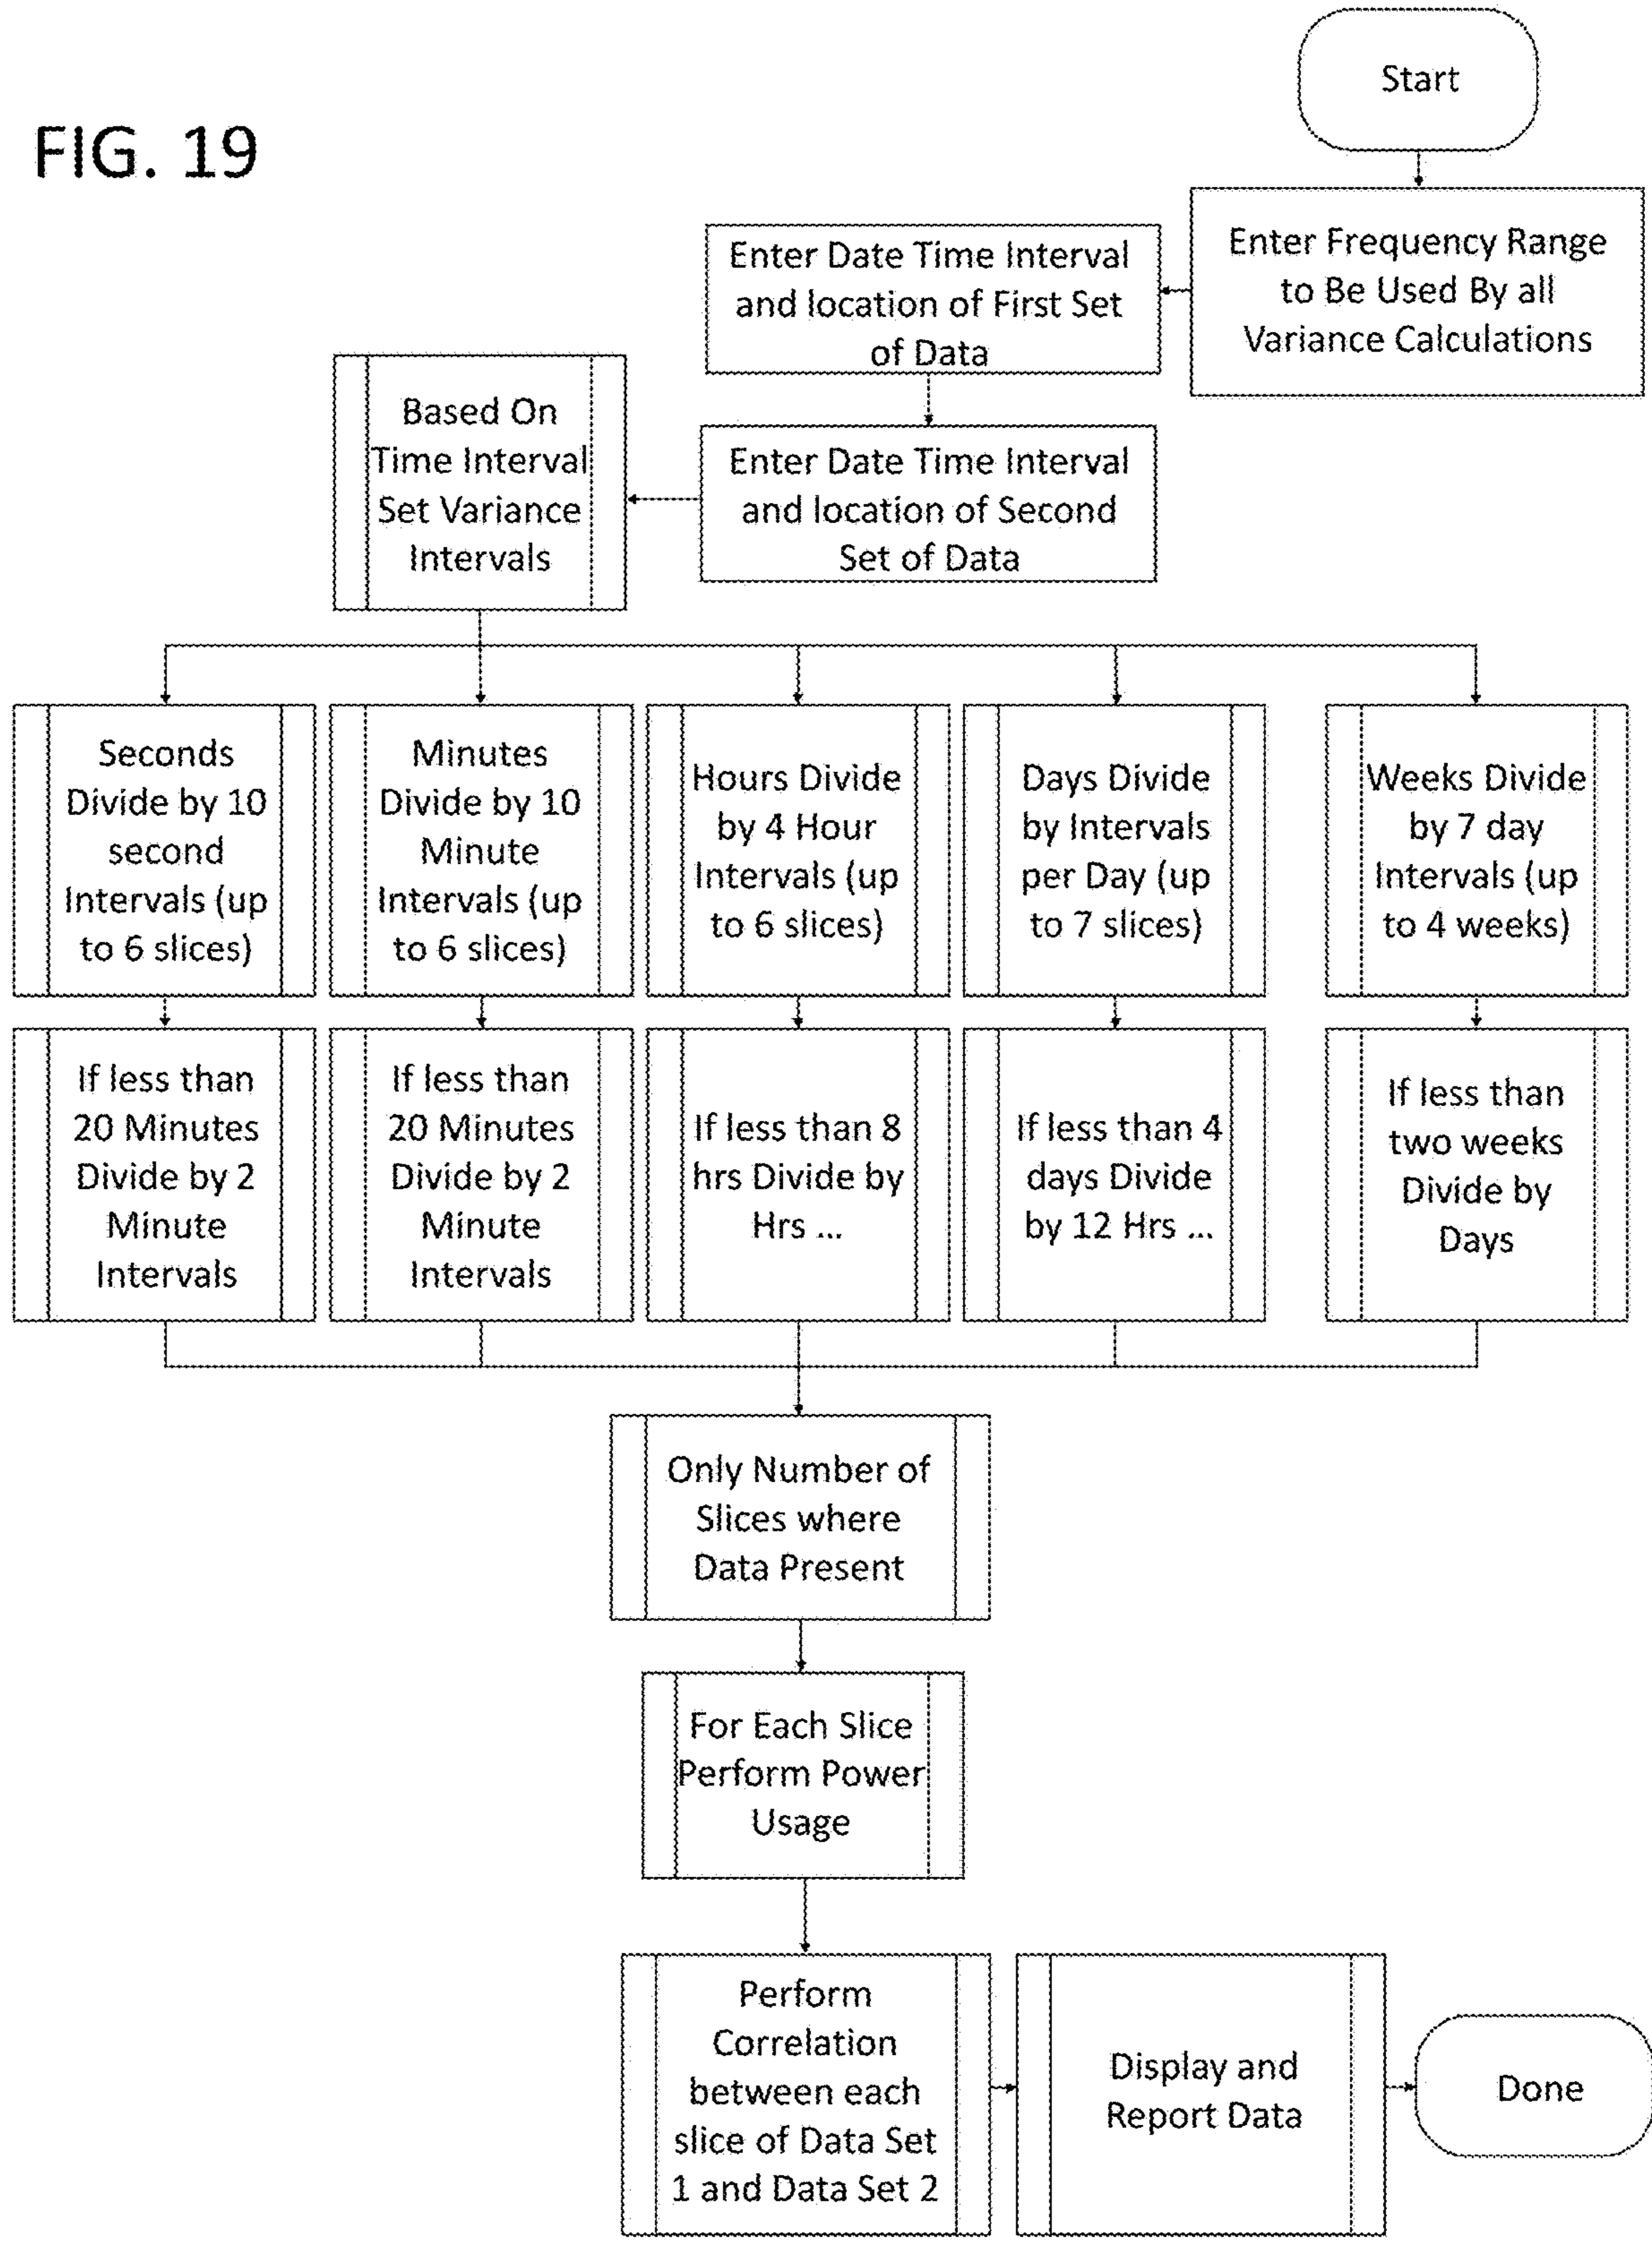 FIG. 19
Start
Enter Frequency Range
to Be Used By all
Variance Calculations
Enter Date Time Interval
and location of First Set
of Data
Enter Date Time Interval
and location of Second
Set of Data
Based On
Time Interval
Set Variance
Intervals
Seconds
Divide by 10
second
Intervals (up
to 6 slices)
Minutes
Divide by 10
Minute
Intervals (up
to 6 slices)
Hours Divide
by 4 Hour
Intervals (up
to 6 slices)
Days Divide
by Intervals
per Day (up
to 7 slices)
Weeks Divide
by 7 day
Intervals (up
to 4 weeks)
If less than
20 Minutes
Divide by 2
Minute
Intervals
If less than
20 Minutes
Divide by 2
Minute
Intervals
If less than 8
hrs Divide by
Hrs ...
If less than 4
days Divide
by 12 Hrs ...
If less than
two weeks
Divide by
Days
Only Number of
Slices where
Data Present
For Each Slice
Perform Power
Usage
Perform
Correlation
between each
slice of Data Set
1 and Data Set 2
Display and
Report Data
Done